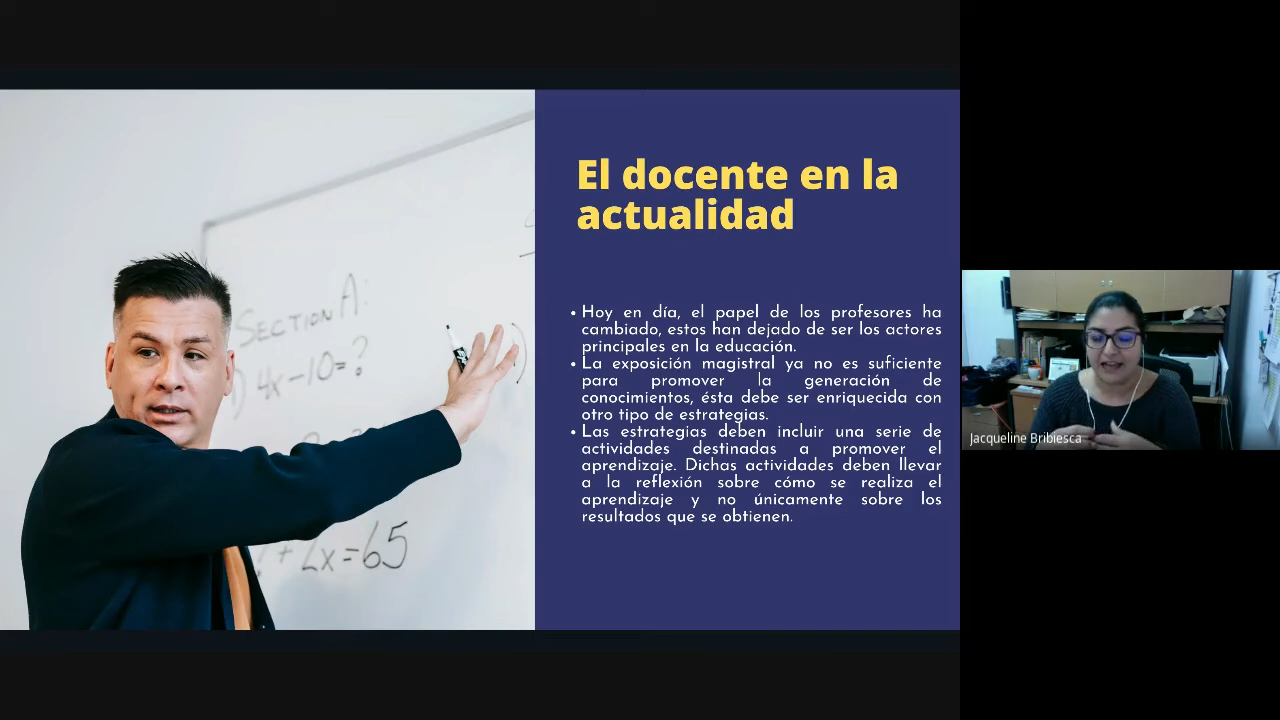 El docente en la
actualidad
• Hoy en día, el papel de los profesores ha
cambiado, estos han dejado de ser los actores
principales en la educación.
• La exposición magistral ya no es suficiente
para promover la generación de
conocimientos, ésta debe ser enriquecida con
otro tipo de estrategias.
• Las estrategias deben incluir una serie de
actividades destinadas a promover el
aprendizaje. Dichas actividades deben llevar
a la reflexión sobre cómo se realiza el
aprendizaje y no únicamente sobre los
resultados que se obtienen.
SECTION A:
4x-10=?
+ 2x=65
Jacqueline Bribiesca